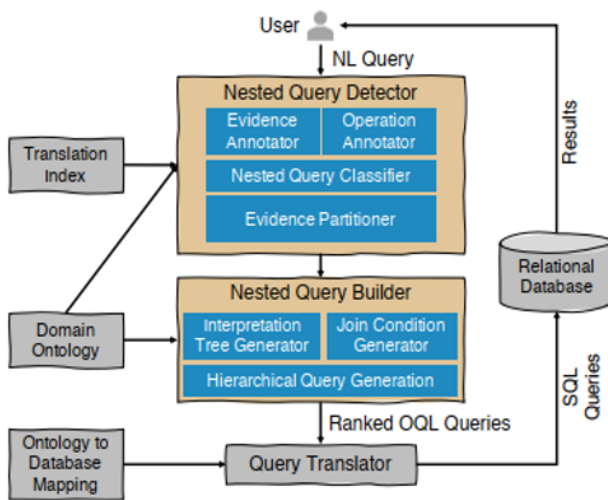 User
NL Query
Nested Query Detector
Evidence
Annotator
Operation
Annotator
Nested Query Classifier
Evidence Partitioner
Translation
Index
Results
Relational
Database
Nested Query Builder
Interpretation
Tree Generator
Join Condition
Generator
Hierarchical Query Generation
Domain
Ontology
SQL
Queries
Ranked OQL Queries
Ontology to
Database
Mapping
Query Translator